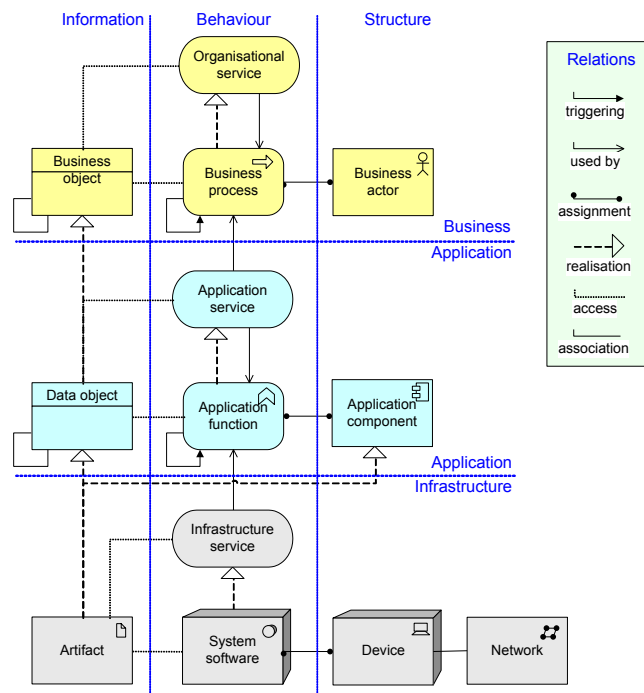 Information
Behaviour
Structure
Organisational
service
Relations
triggering
used by
assignment
realisation
access
association
Business
object
Business
process
Business
actor
Business
Application
Application
service
Data object
Application
function
Application
component
Application
Infrastructure
Infrastructure
service
Artifact
System
software
Device
Network